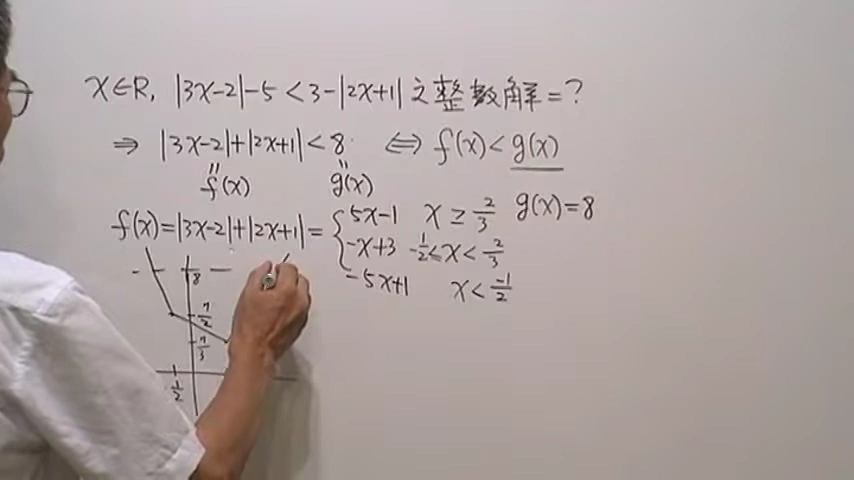 x∈R, |3x-2|-5<3-|2x+1| 之整數解=?
⇒ |3x-2|+|2x+1|<8 ⇔ f(x)<g(x)
" "
f(x) g(x)
f(x)=|3x-2|+|2x+1|= { 5x-1 x≥2/3 g(x)=8
-x+3 -1/2≤x<2/3
-5x+1 x<-1/2
8
7/2
7/3
1/2